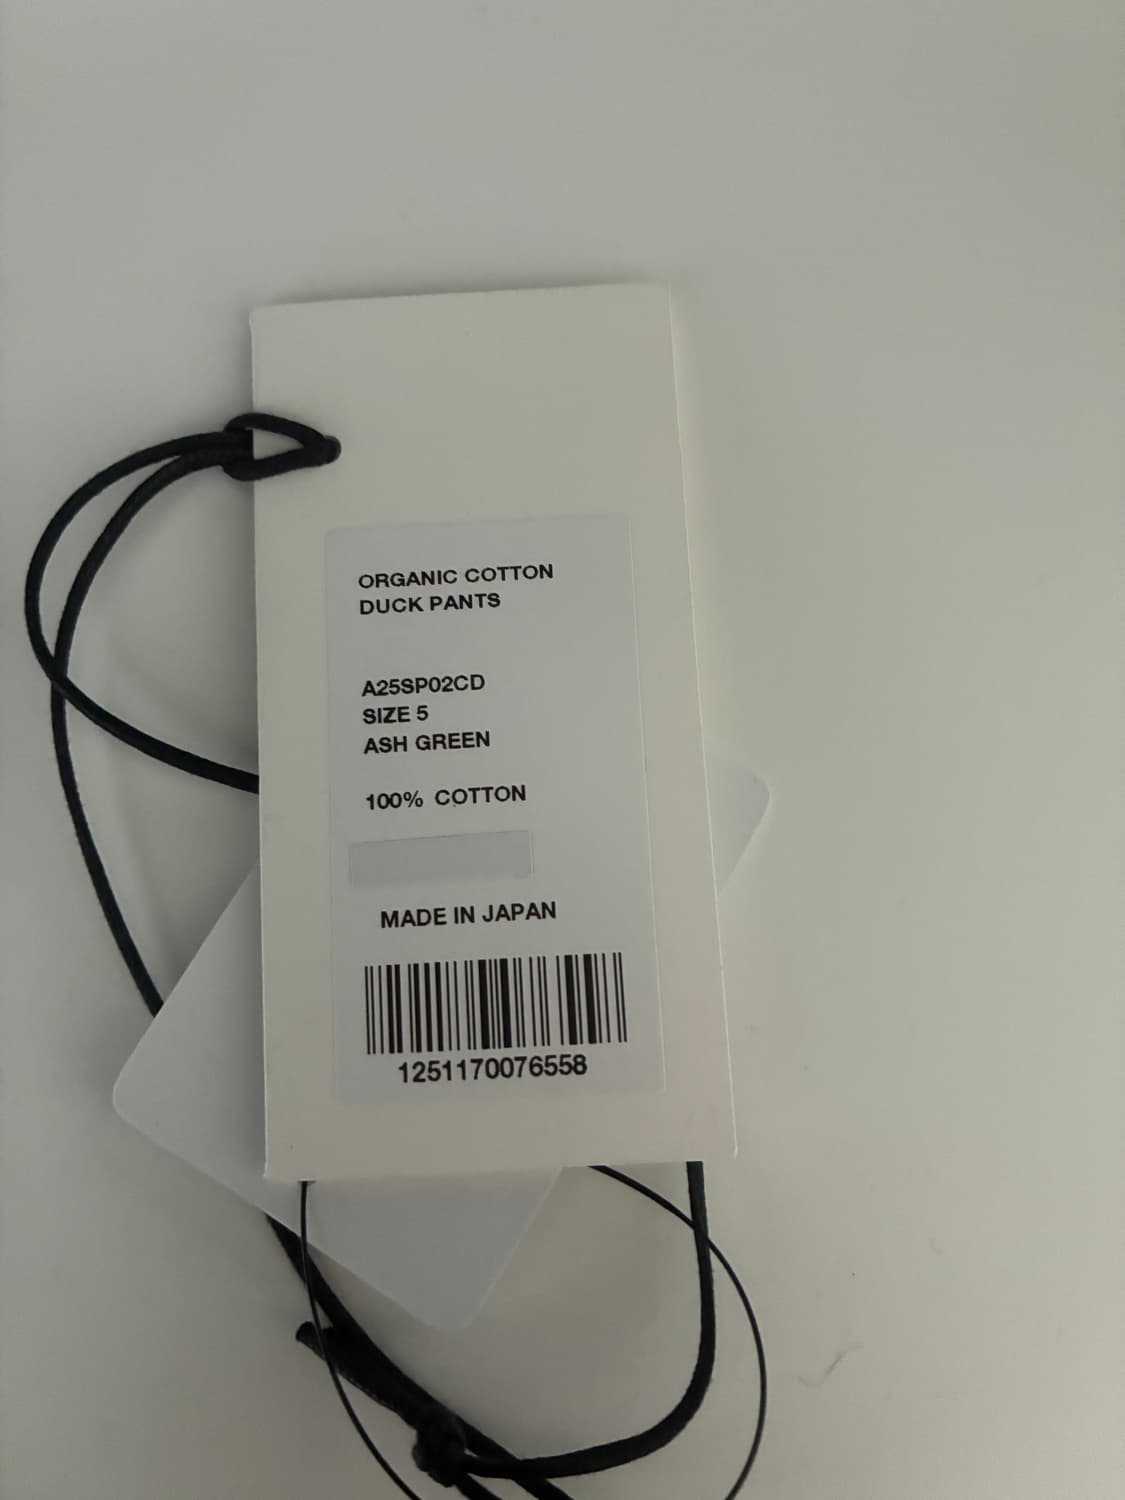 ORGANIC COTTON
DUCK PANTS
A25SP02CD
SIZE 5
ASH GREEN
100% COTTON
MADE IN JAPAN
1251170076558